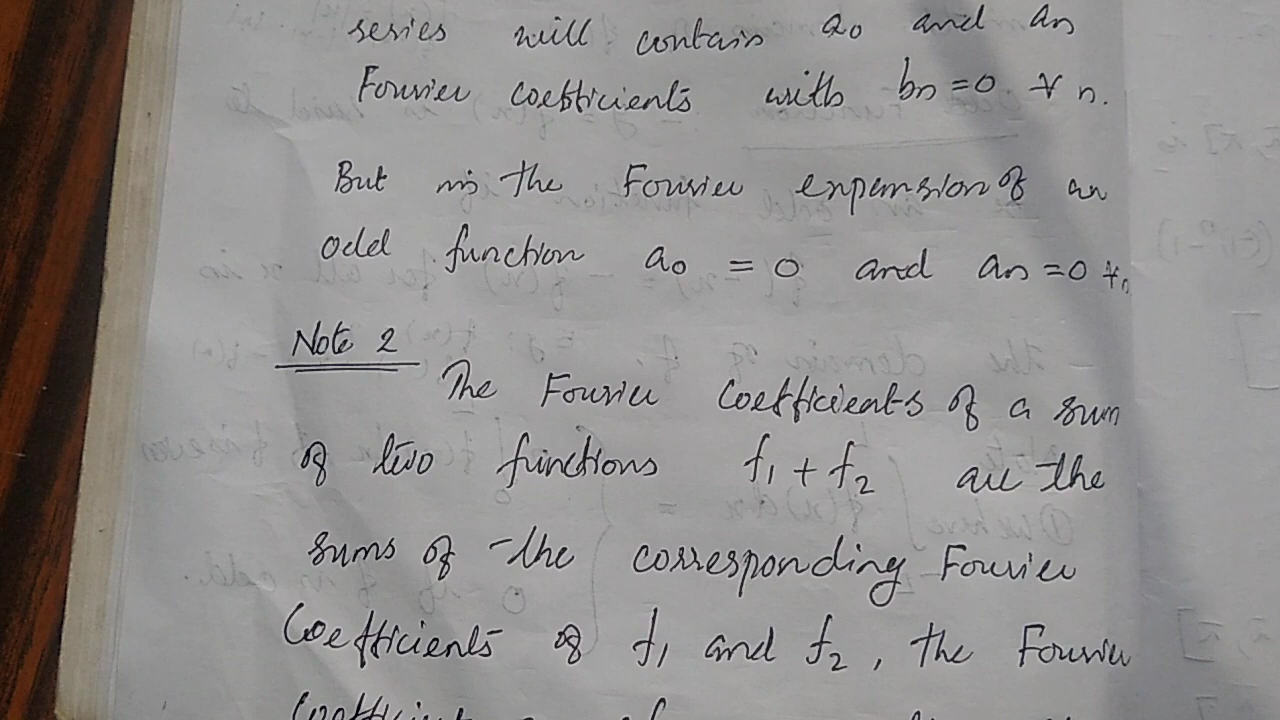 series will contain a₀ and aₙ
Fourier coefficients with bₙ = 0 ∀ n.
But in the Fourier expansion of an
odd function a₀ = 0 and aₙ = 0 ∀ n
Note 2
The Fourier Coefficients of a sum
of two functions f₁ + f₂ are the
sums of the corresponding Fourier
Coefficients of f₁ and f₂, the Fourier